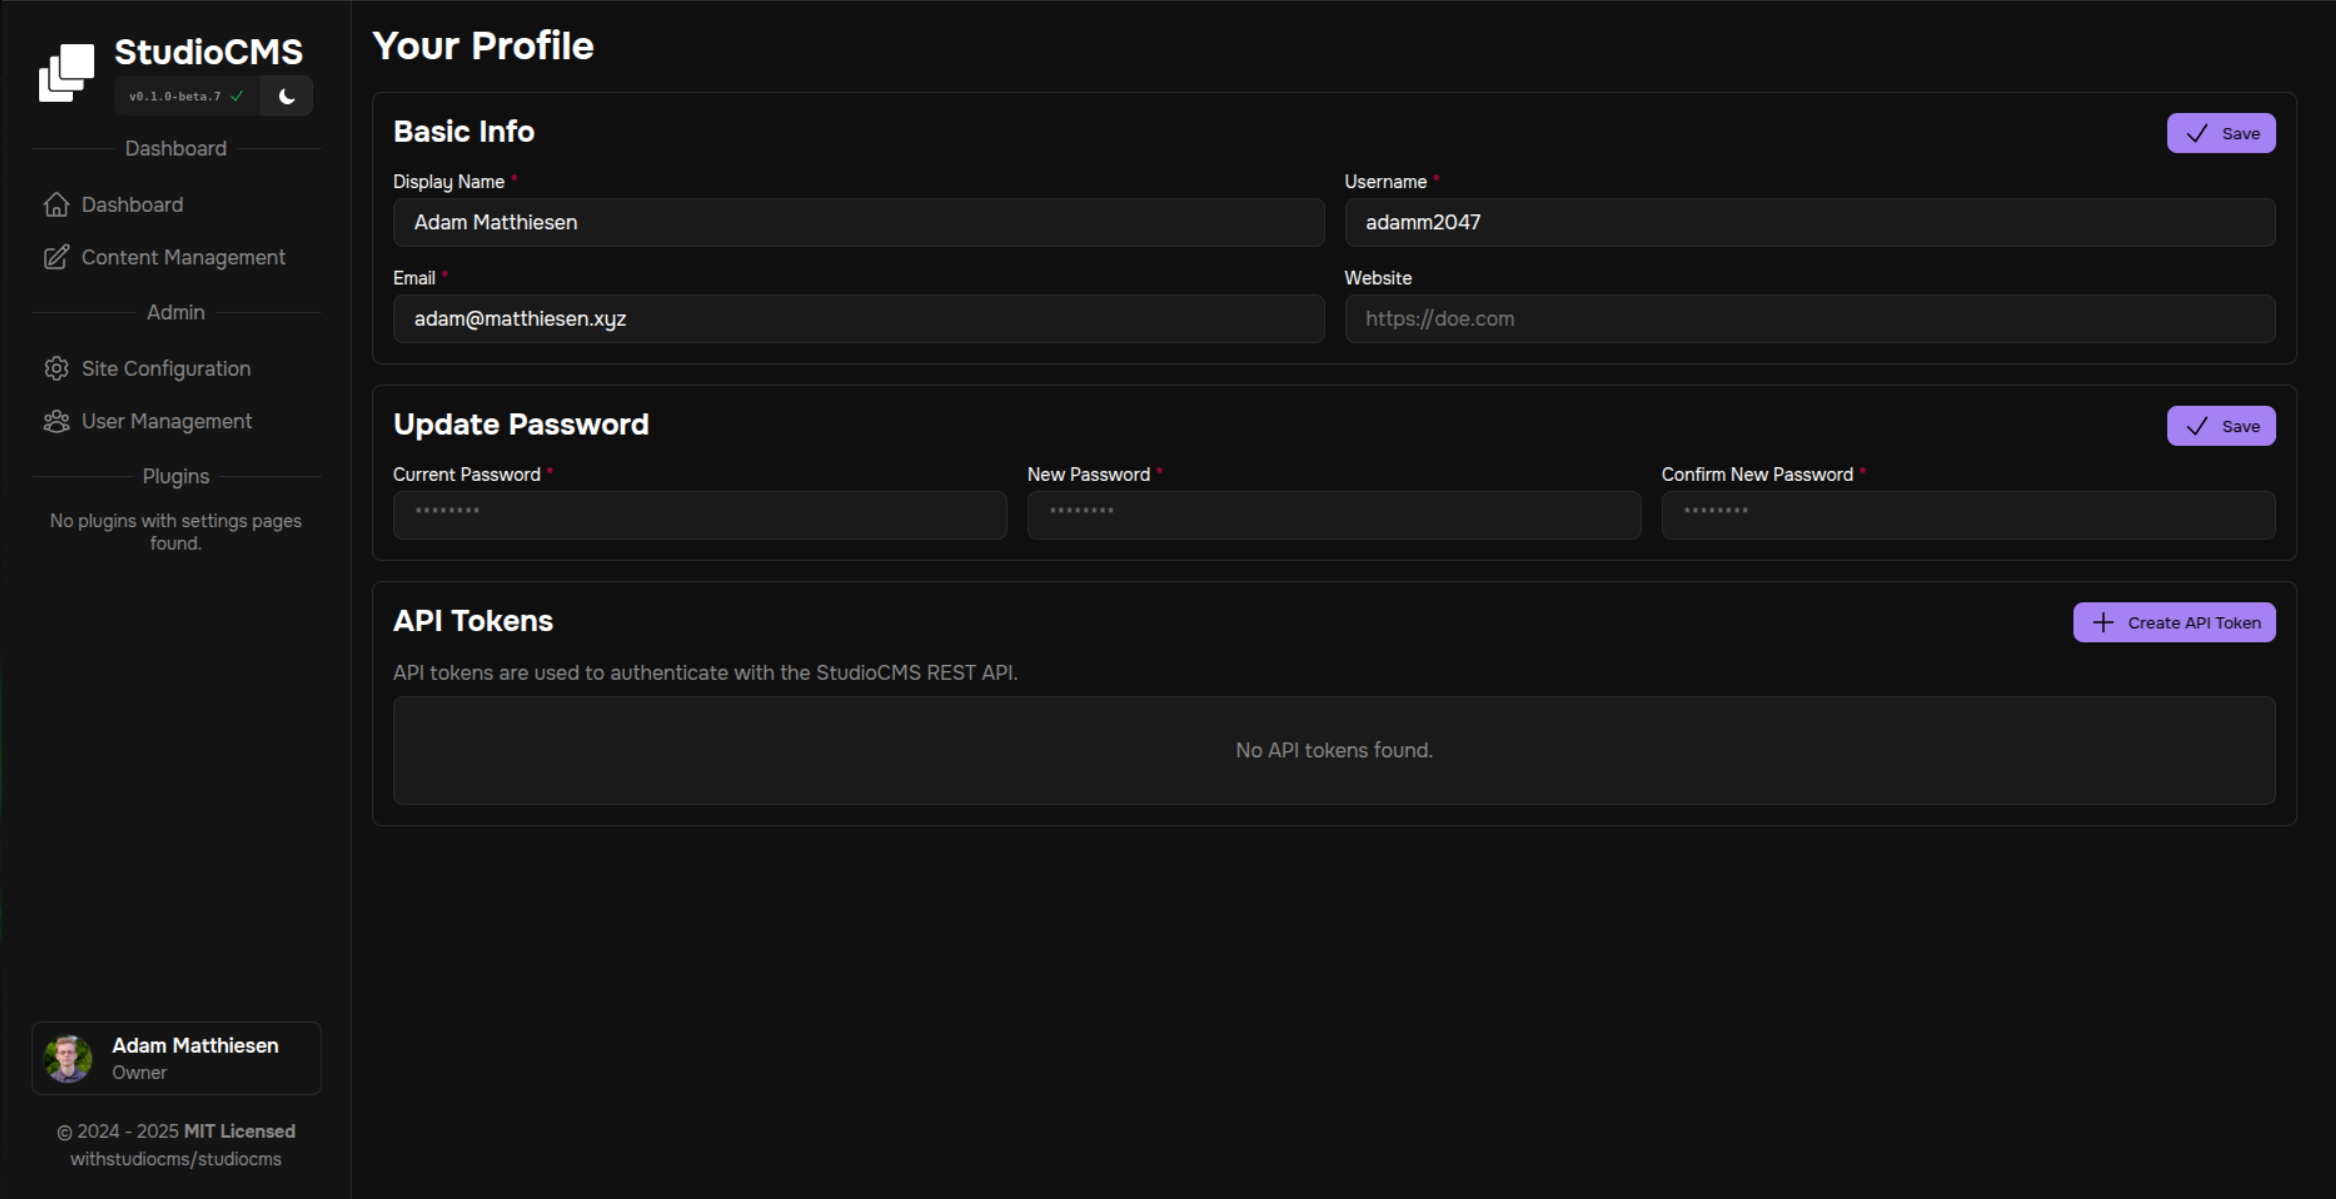 StudioCMS
v0.1.0-beta.7
Dashboard
Dashboard
Content Management
Admin
Site Configuration
User Management
Plugins
No plugins with settings pages
found.
Adam Matthiesen
Owner
© 2024 - 2025 MIT Licensed
withstudiocms/studiocms
Your Profile
Basic Info
Save
Display Name *
Adam Matthiesen
Username *
adamm2047
Email *
adam@matthiesen.xyz
Website
https://doe.com
Update Password
Save
Current Password *
********
New Password *
********
Confirm New Password *
********
API Tokens
Create API Token
API tokens are used to authenticate with the StudioCMS REST API.
No API tokens found.